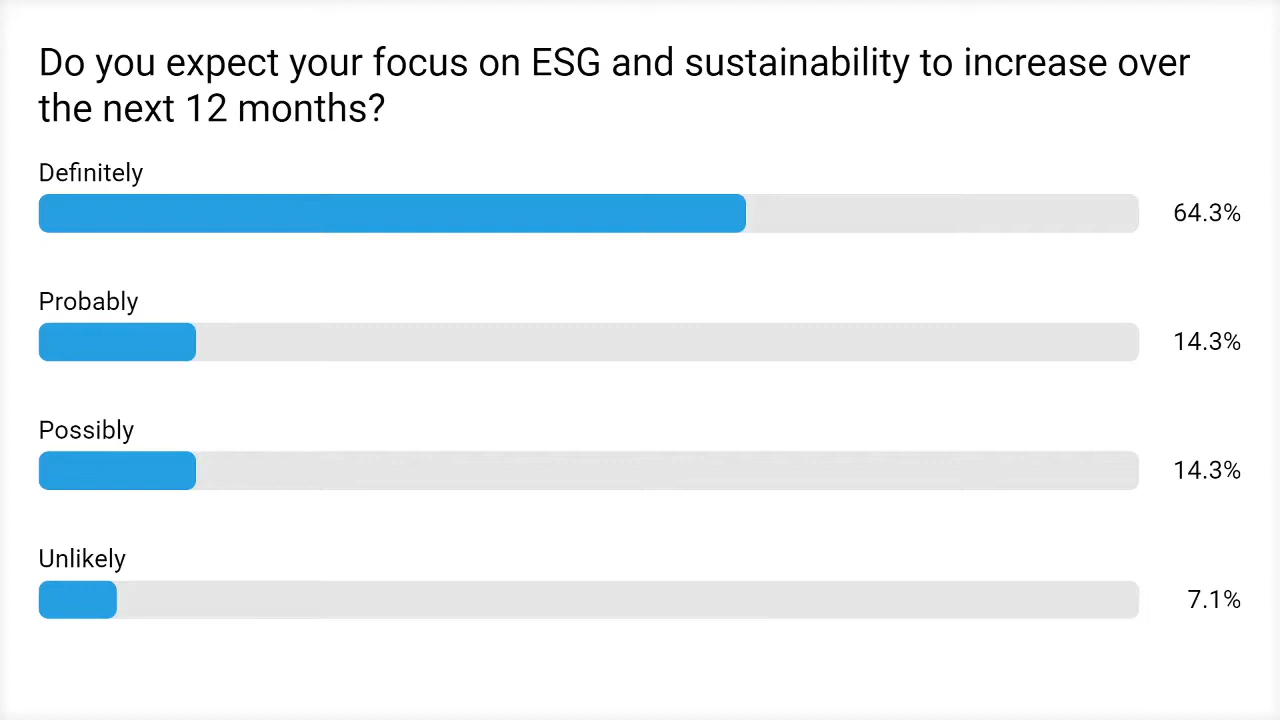 Do you expect your focus on ESG and sustainability to increase over
the next 12 months?
Definitely
64.3%
Probably
14.3%
Possibly
14.3%
Unlikely
7.1%